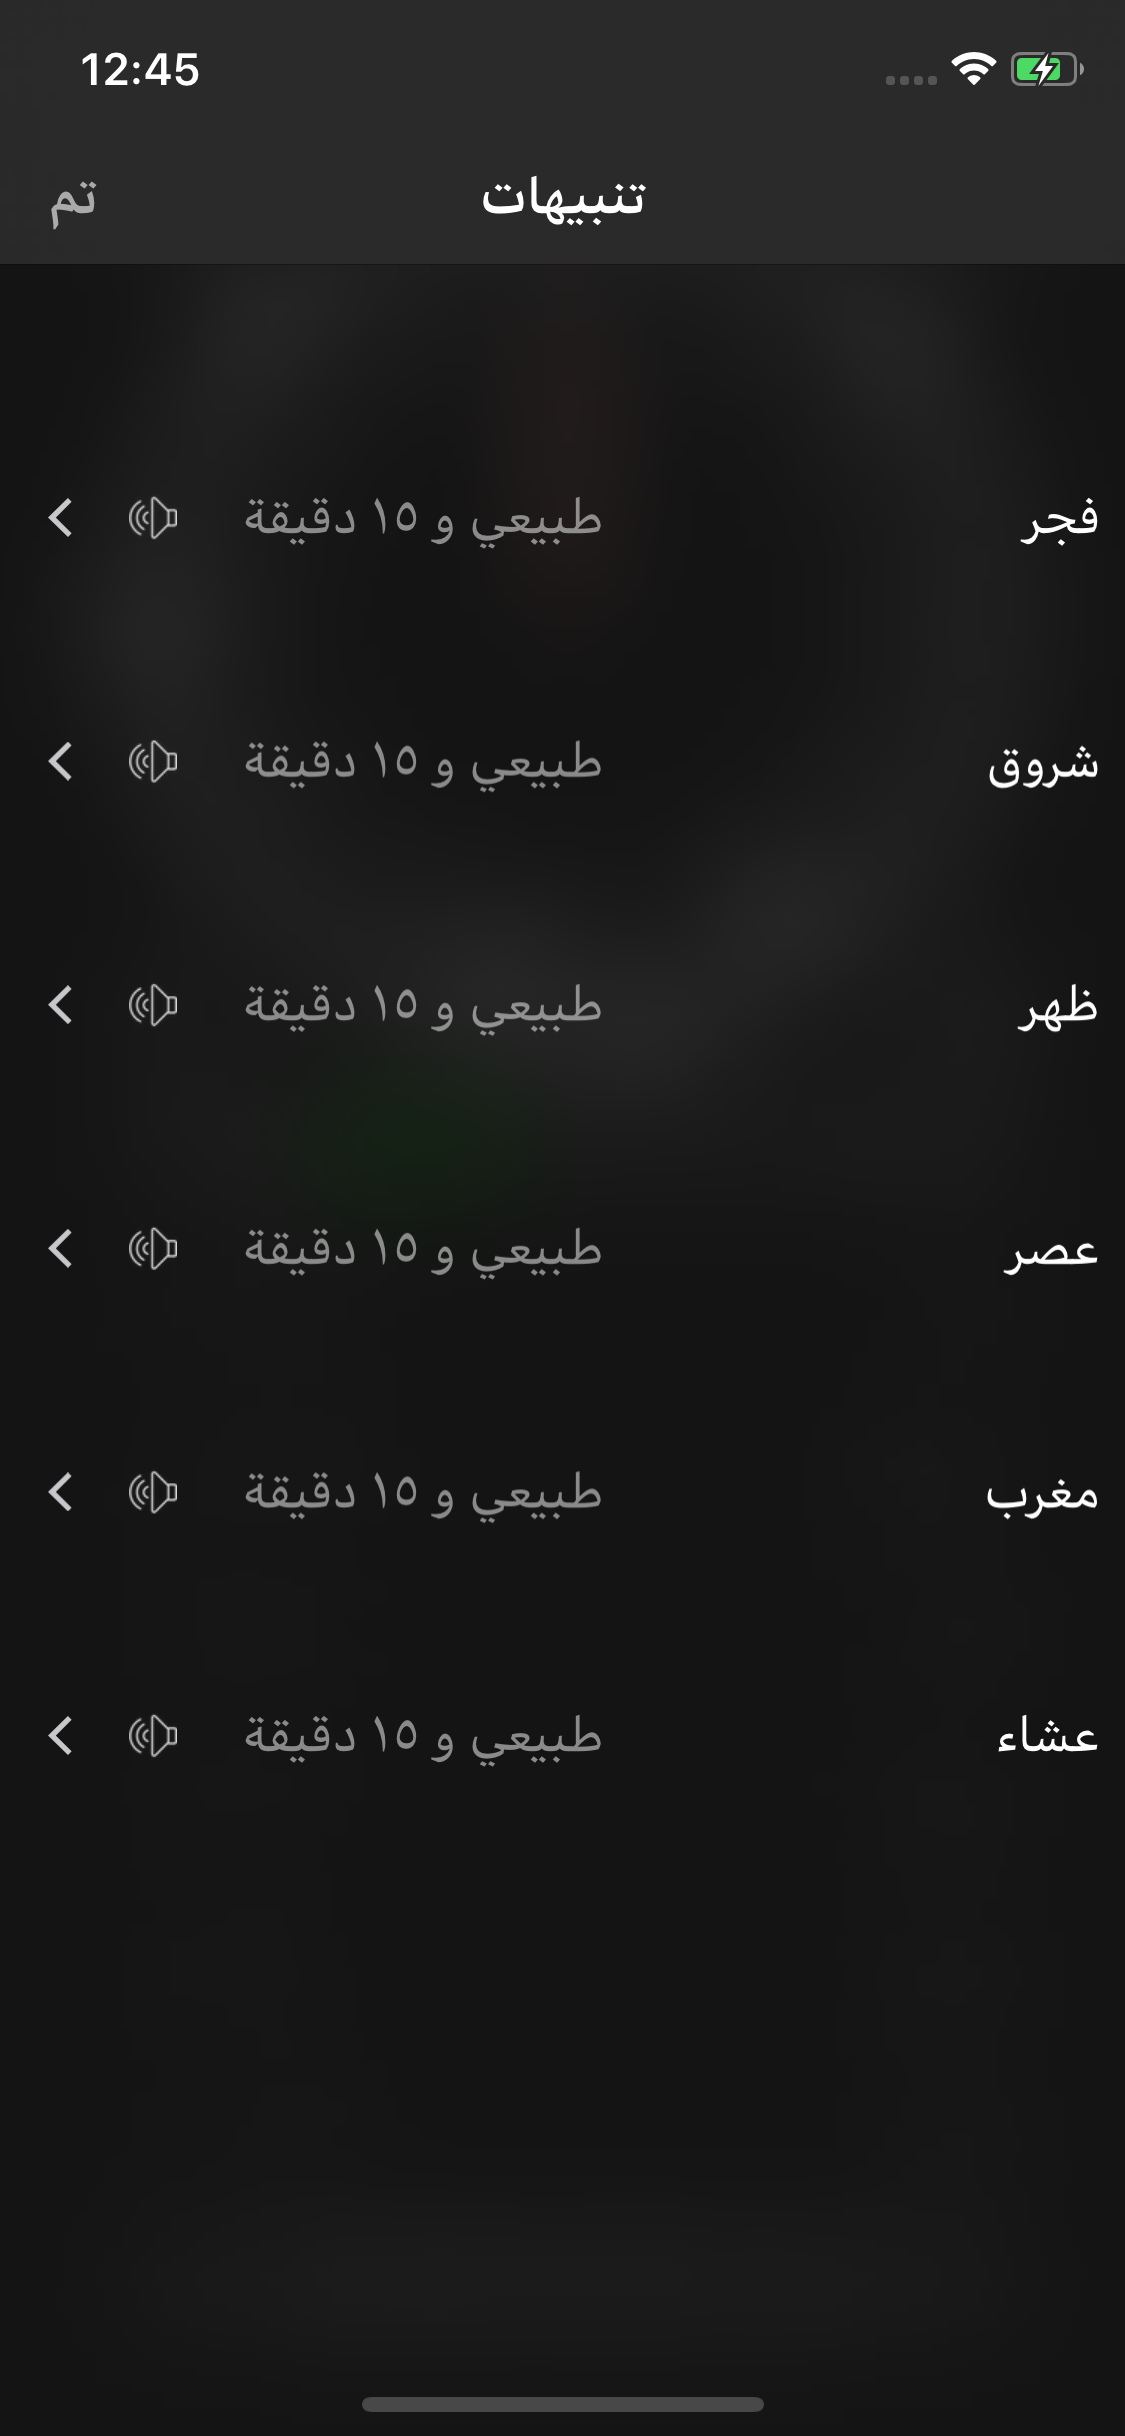 12:45
تنبيهات
تم
فجر طبيعي و ١٥ دقيقة
شروق طبيعي و ١٥ دقيقة
ظهر طبيعي و ١٥ دقيقة
عصر طبيعي و ١٥ دقيقة
مغرب طبيعي و ١٥ دقيقة
عشاء طبيعي و ١٥ دقيقة